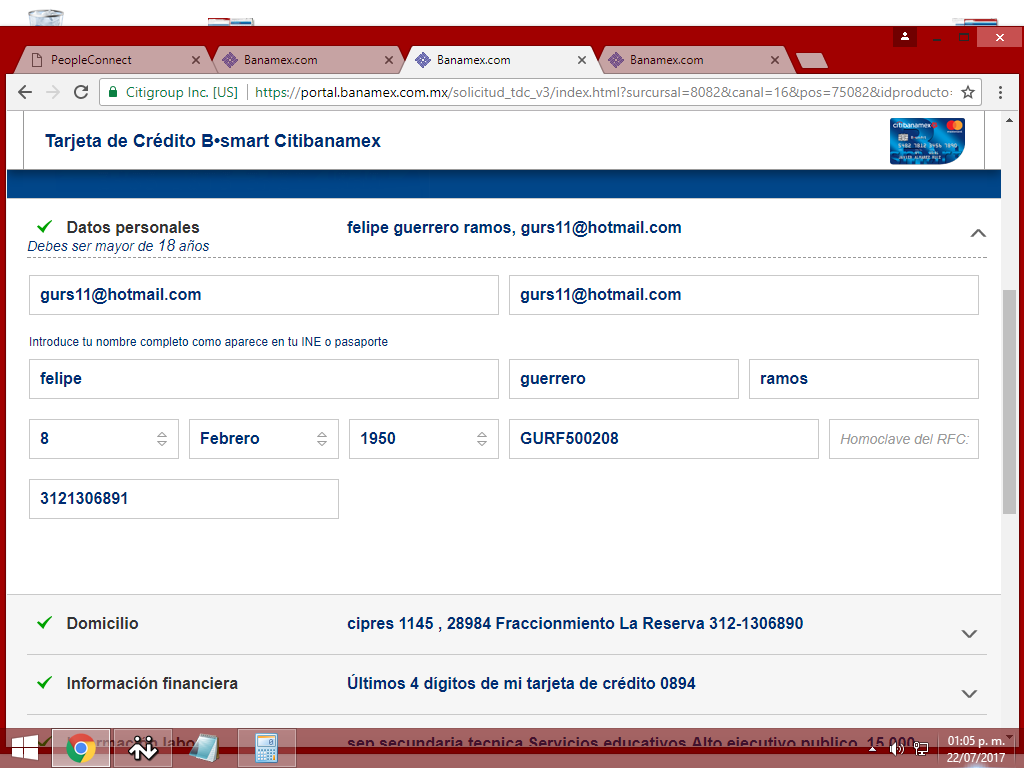 PeopleConnect
Banamex.com
Banamex.com
Banamex.com
Citigroup Inc. [US] https://portal.banamex.com.mx/solicitud_tdc_v3/index.html?surcursal=8082&canal=16&pos=75082&idproducto=
Tarjeta de Crédito B•smart Citibanamex
citibanamex
Datos personales felipe guerrero ramos, gurs11@hotmail.com
Debes ser mayor de 18 años
gurs11@hotmail.com gurs11@hotmail.com
Introduce tu nombre completo como aparece en tu INE o pasaporte
felipe guerrero ramos
8 Febrero 1950 GURF500208 Homoclave del RFC:
3121306891
Domicilio cipres 1145 , 28984 Fraccionmiento La Reserva 312-1306890
Información financiera Últimos 4 dígitos de mi tarjeta de crédito 0894
sep secundaria tecnica Servicios educativos Alto ejecutivo publico 15,000
01:05 p. m.
22/07/2017